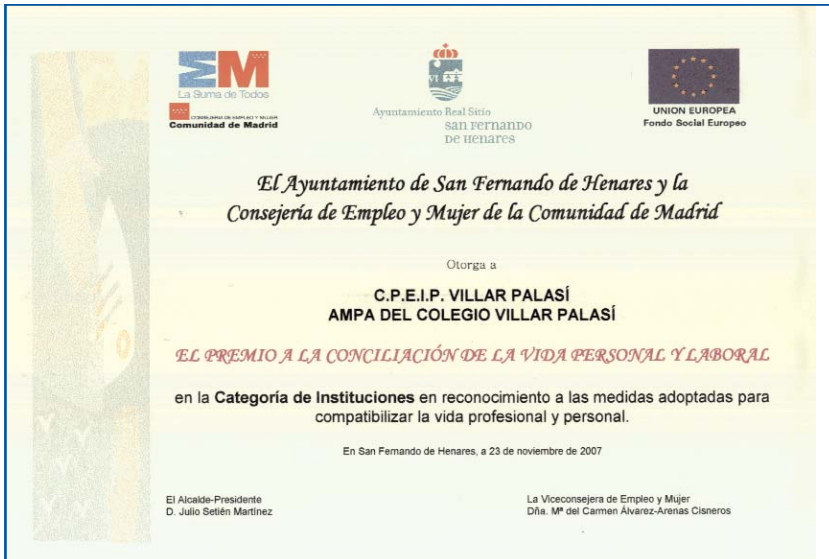 EM
La Suma de Todos
CONSEJERÍA DE EMPLEO Y MUJER
Comunidad de Madrid
Ayuntamiento Real Sitio
san Fernando
de Henares
UNION EUROPEA
Fondo Social Europeo
El Ayuntamiento de San Fernando de Henares y la
Consejería de Empleo y Mujer de la Comunidad de Madrid
Otorga a
C.P.E.I.P. VILLAR PALASÍ
AMPA DEL COLEGIO VILLAR PALASÍ
EL PREMIO A LA CONCILIACIÓN DE LA VIDA PERSONAL Y LABORAL
en la Categoría de Instituciones en reconocimiento a las medidas adoptadas para
compatibilizar la vida profesional y personal.
En San Fernando de Henares, a 23 de noviembre de 2007
El Alcalde-Presidente
D. Julio Setién Martínez
La Viceconsejera de Empleo y Mujer
Dña. Mª del Carmen Álvarez-Arenas Cisneros